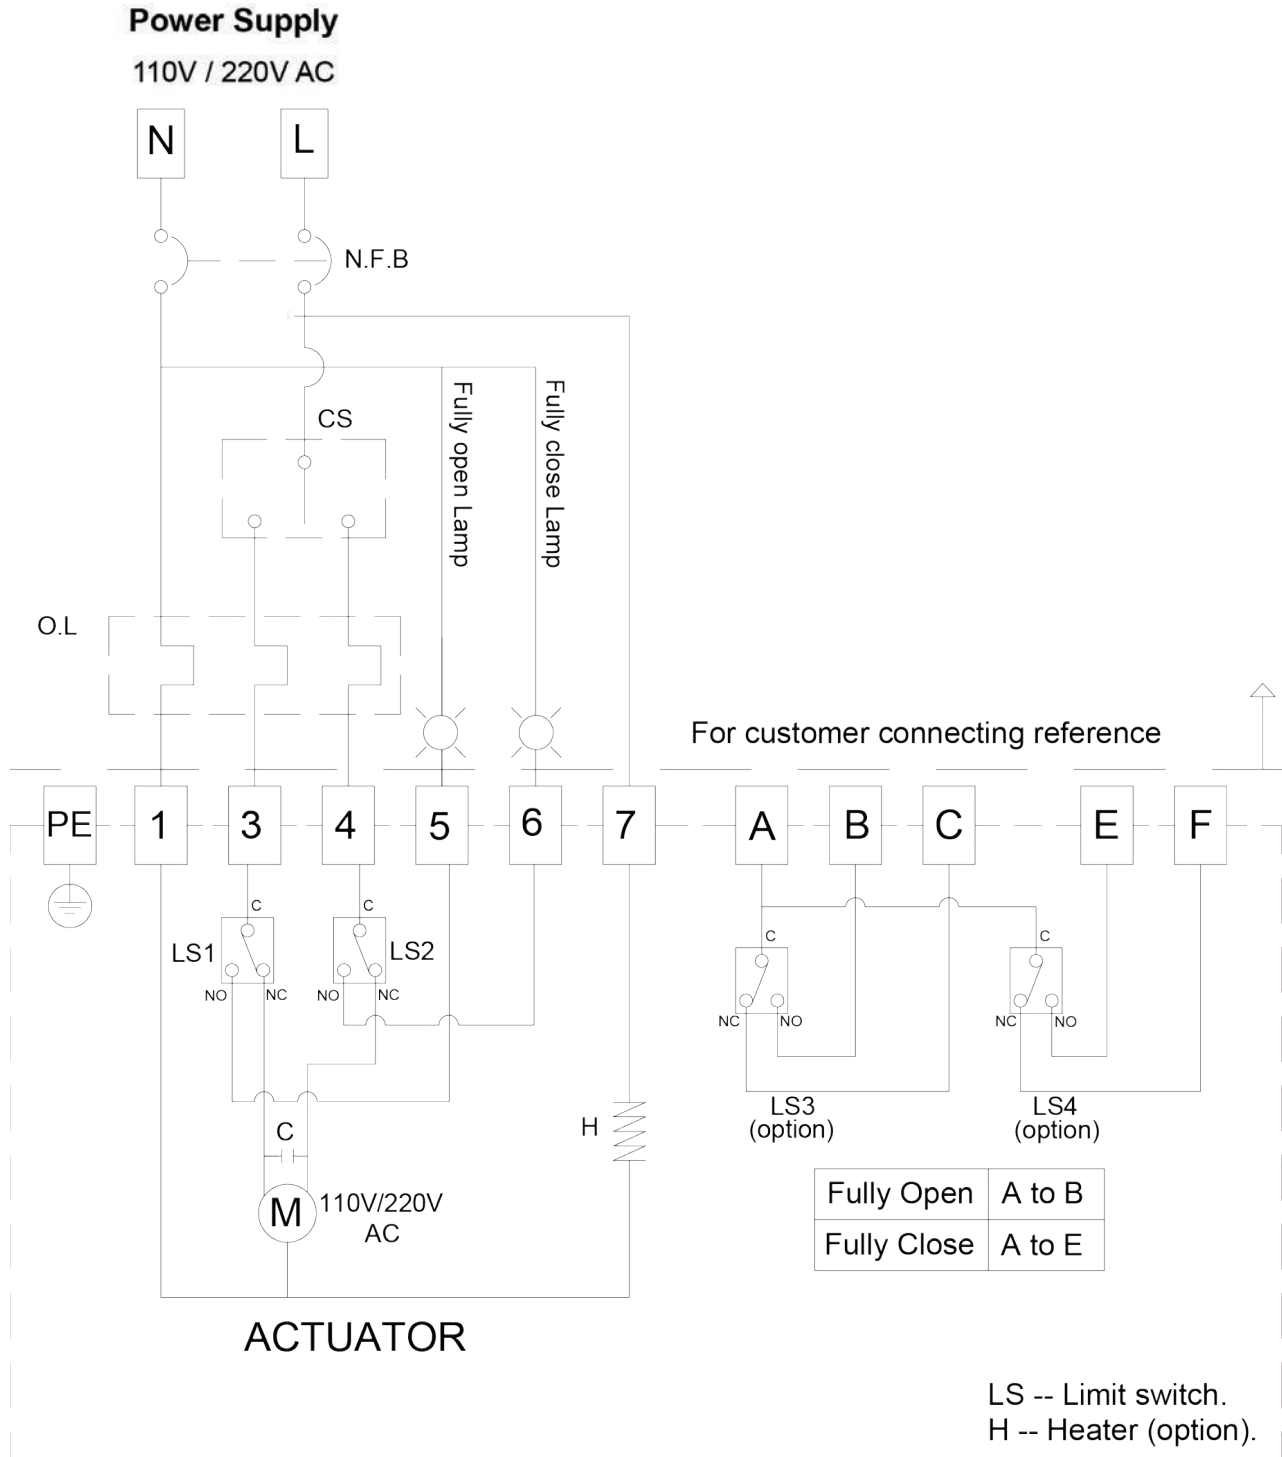 Power Supply
110V / 220V AC
N
L
N.F.B
Fully open Lamp
Fully close Lamp
CS
O.L
For customer connecting reference
PE
1
3
4
5
6
7
A
B
C
E
F
C
C
LS1
LS2
NO
NC
NO
NC
C
C
NC
NO
NC
NO
LS3
(option)
LS4
(option)
C
H
M
110V/220V
AC
Fully Open A to B
Fully Close A to E
ACTUATOR
LS -- Limit switch.
H -- Heater (option).